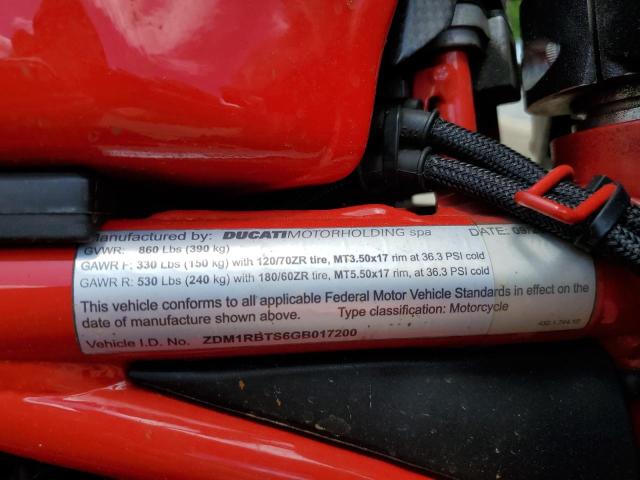 Manufactured by: DUCATIMOTORHOLDING spa DATE:
GVWR: 860 Lbs (390 kg)
GAWR F: 330 Lbs (150 kg) with 120/70ZR tire, MT3.50x17 rim at 36.3 PSI cold
GAWR R: 530 Lbs (240 kg) with 180/60ZR tire, MT5.50x17 rim at 36.3 PSI cold
This vehicle conforms to all applicable Federal Motor Vehicle Standards in effect on the
date of manufacture shown above. Type classification: Motorcycle
Vehicle I.D. No. ZDM1RBTS6GB017200